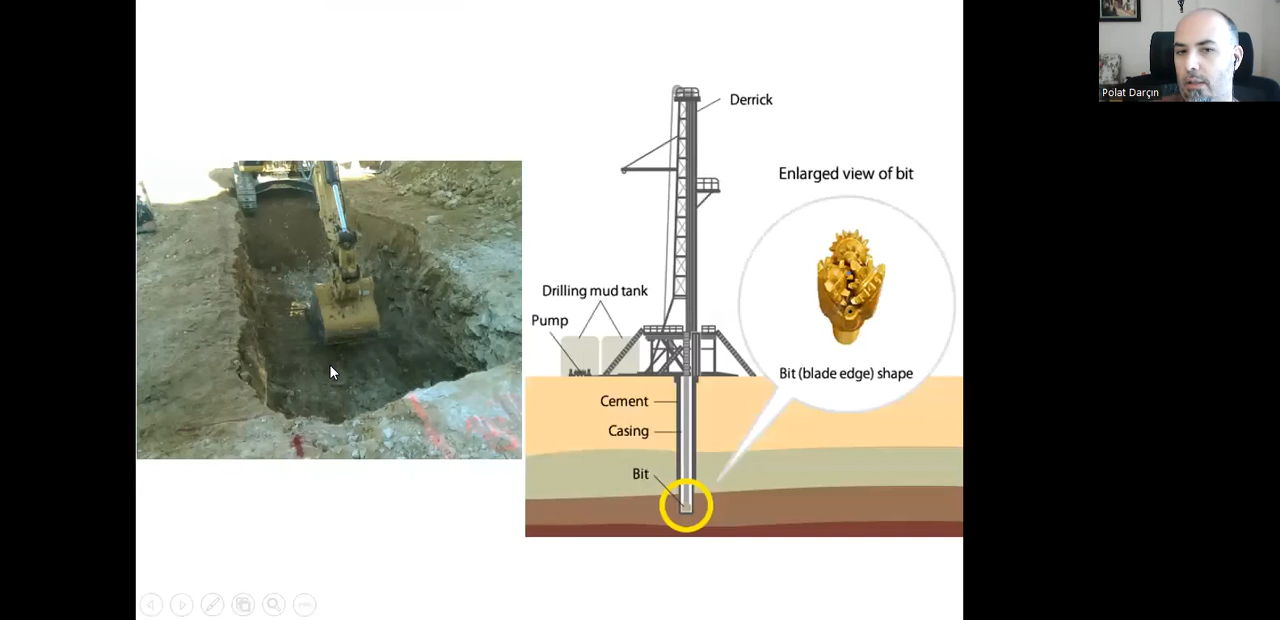 Derrick
Enlarged view of bit
Drilling mud tank
Pump
Bit (blade edge) shape
Cement
Casing
Bit
Polat Darçın